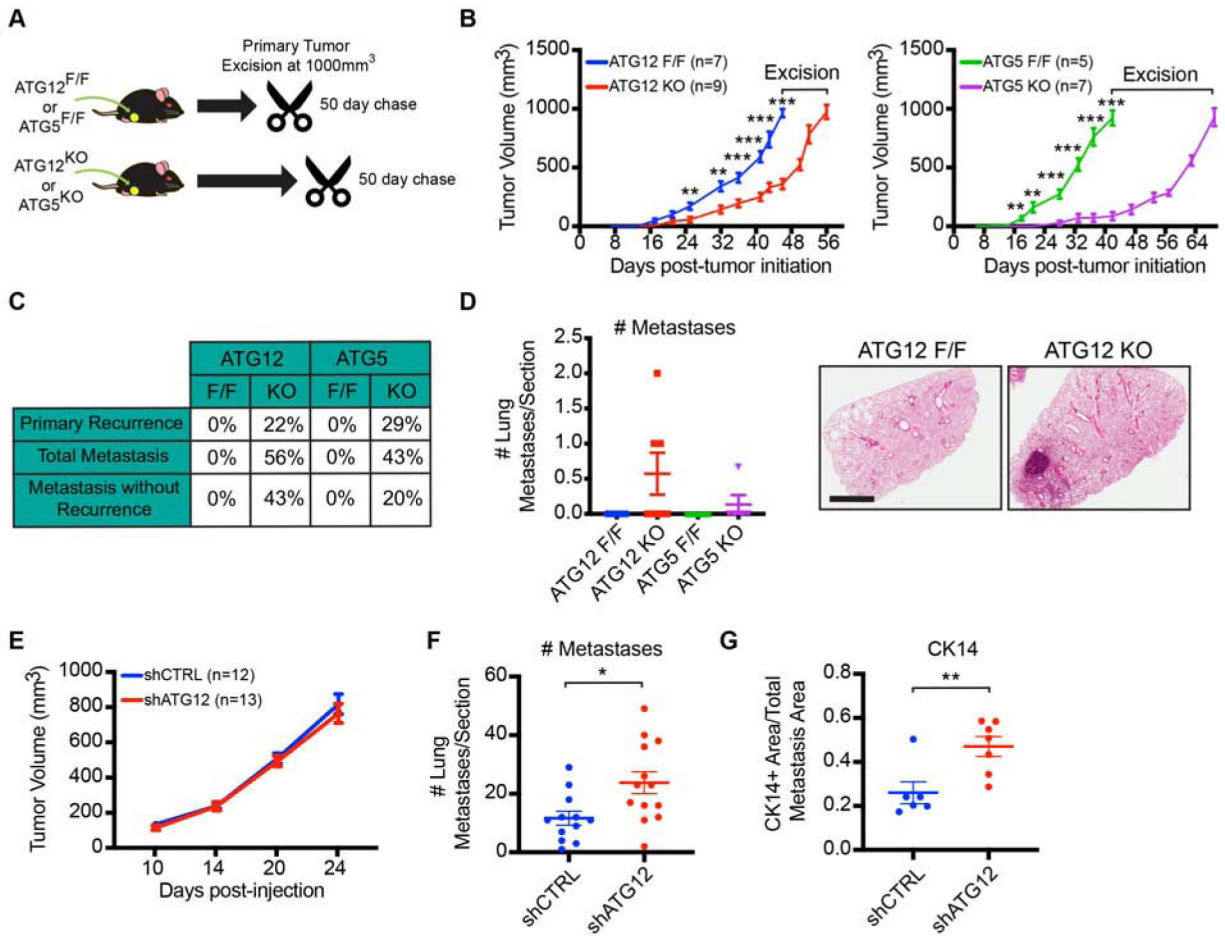 A
Primary Tumor
Excision at 1000mm3
ATG12F/F
or
ATG5F/F
50 day chase
ATG12KO
or
ATG5KO
50 day chase
B
Tumor Volume (mm3)
1500
1000
500
0
ATG12 F/F (n=7)
ATG12 KO (n=9)
Excision
**
**
***
***
***
***
0 8 16 24 32 40 48 56
Days post-tumor initiation
Tumor Volume (mm3)
1500
1000
500
0
ATG5 F/F (n=5)
ATG5 KO (n=7)
Excision
**
**
***
***
***
***
0 8 16 24 32 40 48 56 64
Days post-tumor initiation
C
ATG12 ATG5
F/F KO F/F KO
Primary Recurrence 0% 22% 0% 29%
Total Metastasis 0% 56% 0% 43%
Metastasis without
Recurrence 0% 43% 0% 20%
D
# Metastases
# Lung
Metastases/Section
2.5
2.0
1.5
1.0
0.5
0.0
ATG12 F/F
ATG12 KO
ATG5 F/F
ATG5 KO
ATG12 F/F
ATG12 KO
E
Tumor Volume (mm3)
1000
800
600
400
200
0
shCTRL (n=12)
shATG12 (n=13)
10 14 20 24
Days post-injection
F
# Metastases
# Lung
Metastases/Section
60
40
20
0
*
shCTRL
shATG12
G
CK14
CK14+ Area/Total
Metastasis Area
0.8
0.6
0.4
0.2
0.0
**
shCTRL
shATG12